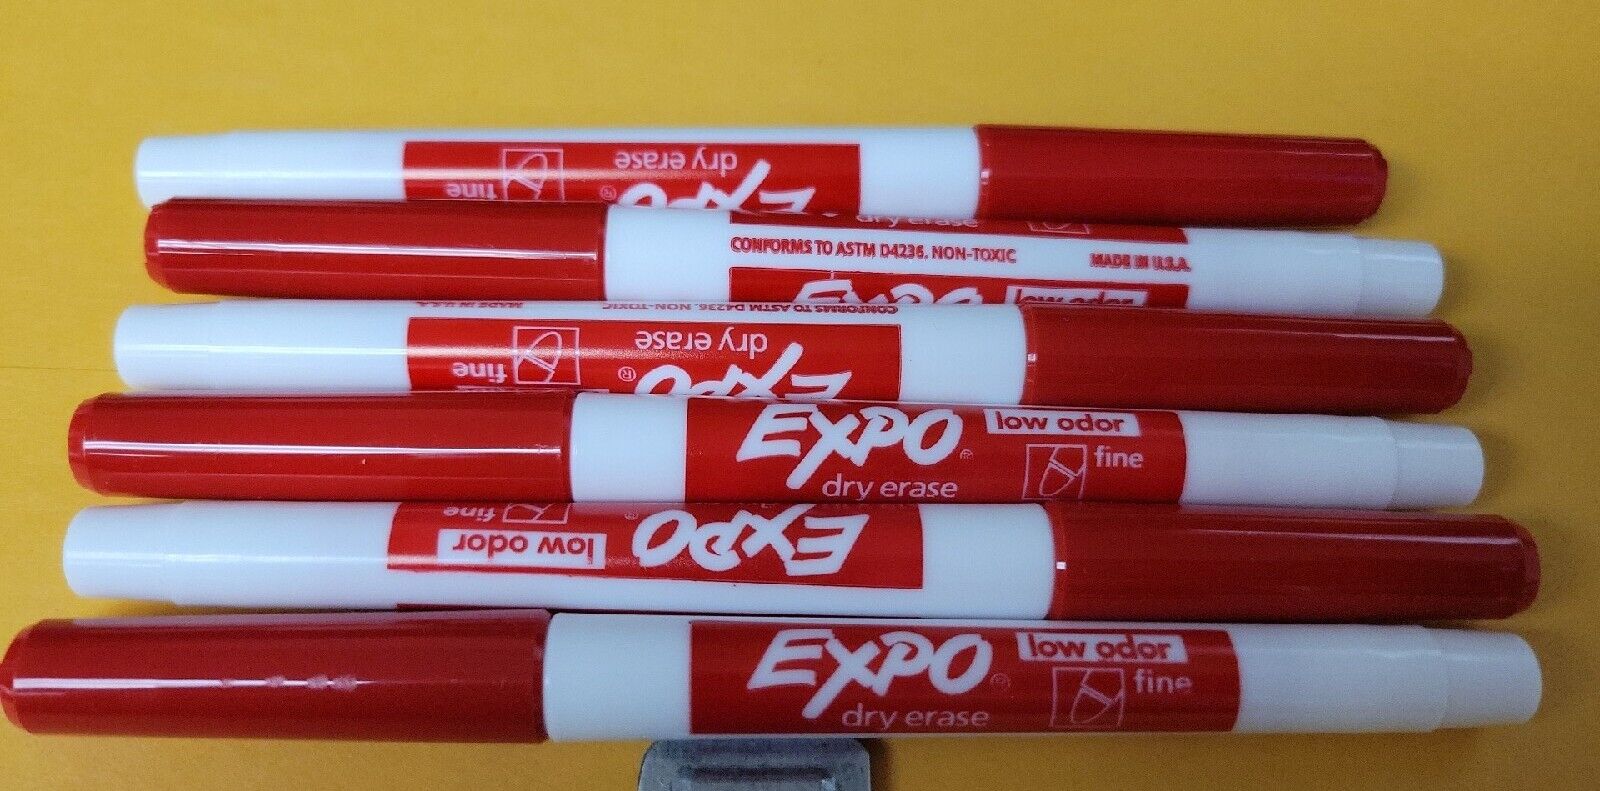 dry erase
fine
EXPO®
dry erase
CONFORMS TO ASTM D4236, NON-TOXIC MADE IN U.S.A.
EXPO low odor
CONFORMS TO ASTM D4236, NON-TOXIC MADE IN U.S.A.
dry erase
fine
EXPO®
EXPO® low odor
fine
dry erase
fine
EXPO® low odor
EXPO® low odor
fine
dry erase